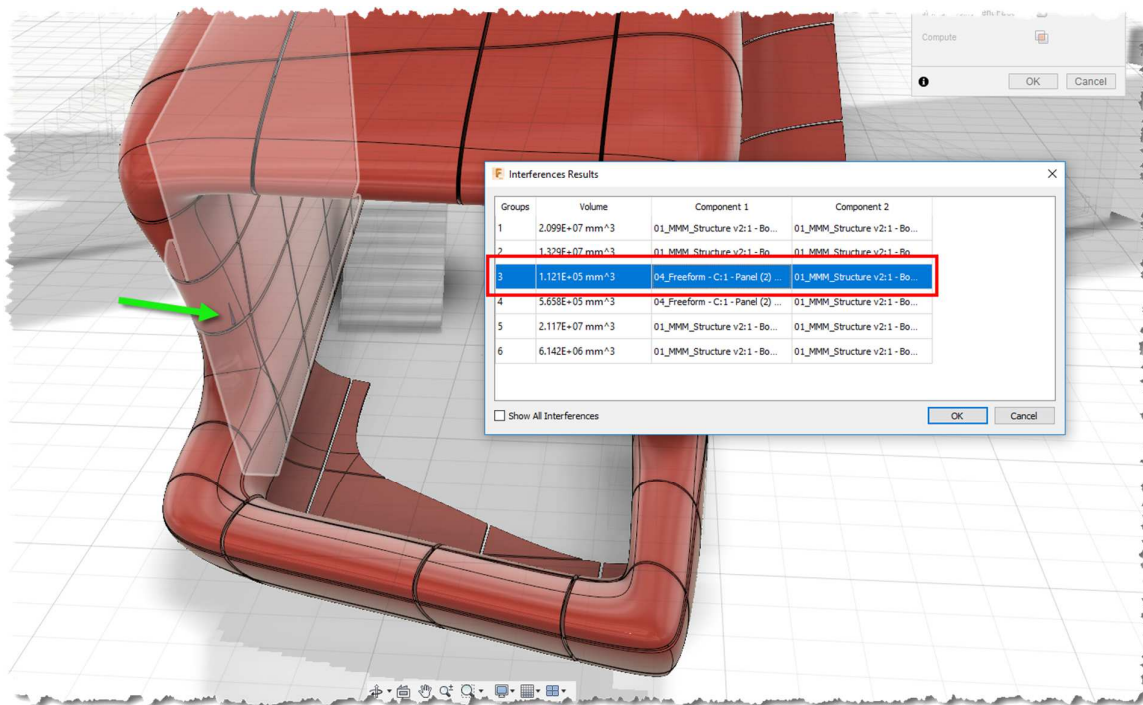 Compute
OK Cancel
Interferences Results
Groups Volume Component 1 Component 2
1 2.099E+07 mm^3 01_MMM_Structure v2:1 - Bo... 01_MMM_Structure v2:1 - Bo...
2 1.329E+07 mm^3 01_MMM_Structure v2:1 - Bo... 01_MMM_Structure v2:1 - Bo...
3 1.121E+05 mm^3 04_Freeform - C:1 - Panel (2) ... 01_MMM_Structure v2:1 - Bo...
4 5.658E+05 mm^3 04_Freeform - C:1 - Panel (2) ... 01_MMM_Structure v2:1 - Bo...
5 2.117E+07 mm^3 01_MMM_Structure v2:1 - Bo... 01_MMM_Structure v2:1 - Bo...
6 6.142E+06 mm^3 01_MMM_Structure v2:1 - Bo... 01_MMM_Structure v2:1 - Bo...
Show All Interferences
OK Cancel